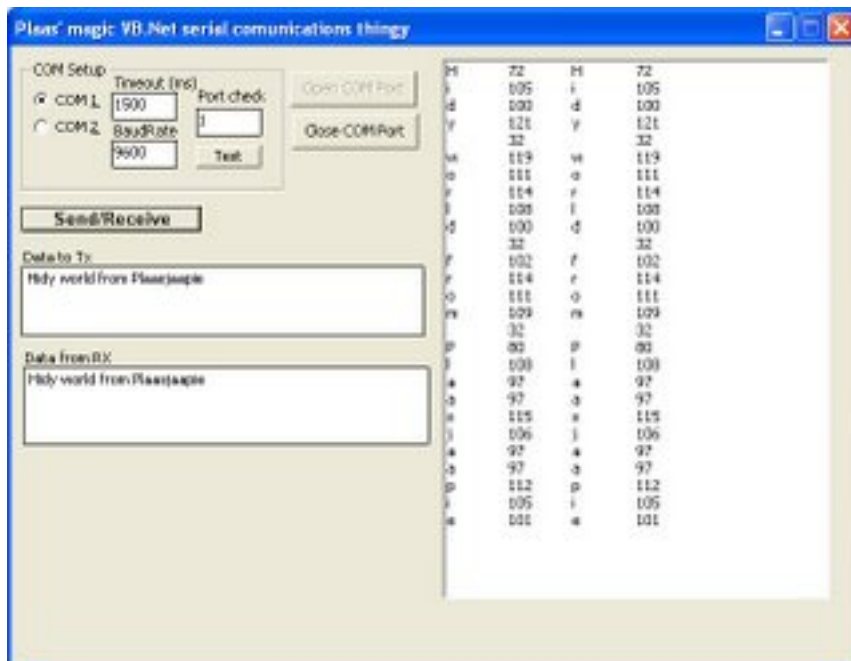 Plaas' magic VB.Net serial comunications thingy
COM Setup
COM 1
COM 2
Timeout (ms)
1500
BaudRate
9600
Port check
1
Test
Open COM Port
Close COM Port
Send/Receive
Data to Tx
Hidy world from Plaasjaapie
Data from RX
Hidy world from Plaasjaapie
H 72 H 72
i 105 i 105
d 100 d 100
y 121 y 121
32 32
w 119 w 119
o 111 o 111
r 114 r 114
l 108 l 108
d 100 d 100
32 32
f 102 f 102
r 114 r 114
o 111 o 111
m 109 m 109
32 32
P 80 P 80
l 108 l 108
a 97 a 97
a 97 a 97
s 115 s 115
j 106 j 106
a 97 a 97
a 97 a 97
p 112 p 112
i 105 i 105
e 101 e 101